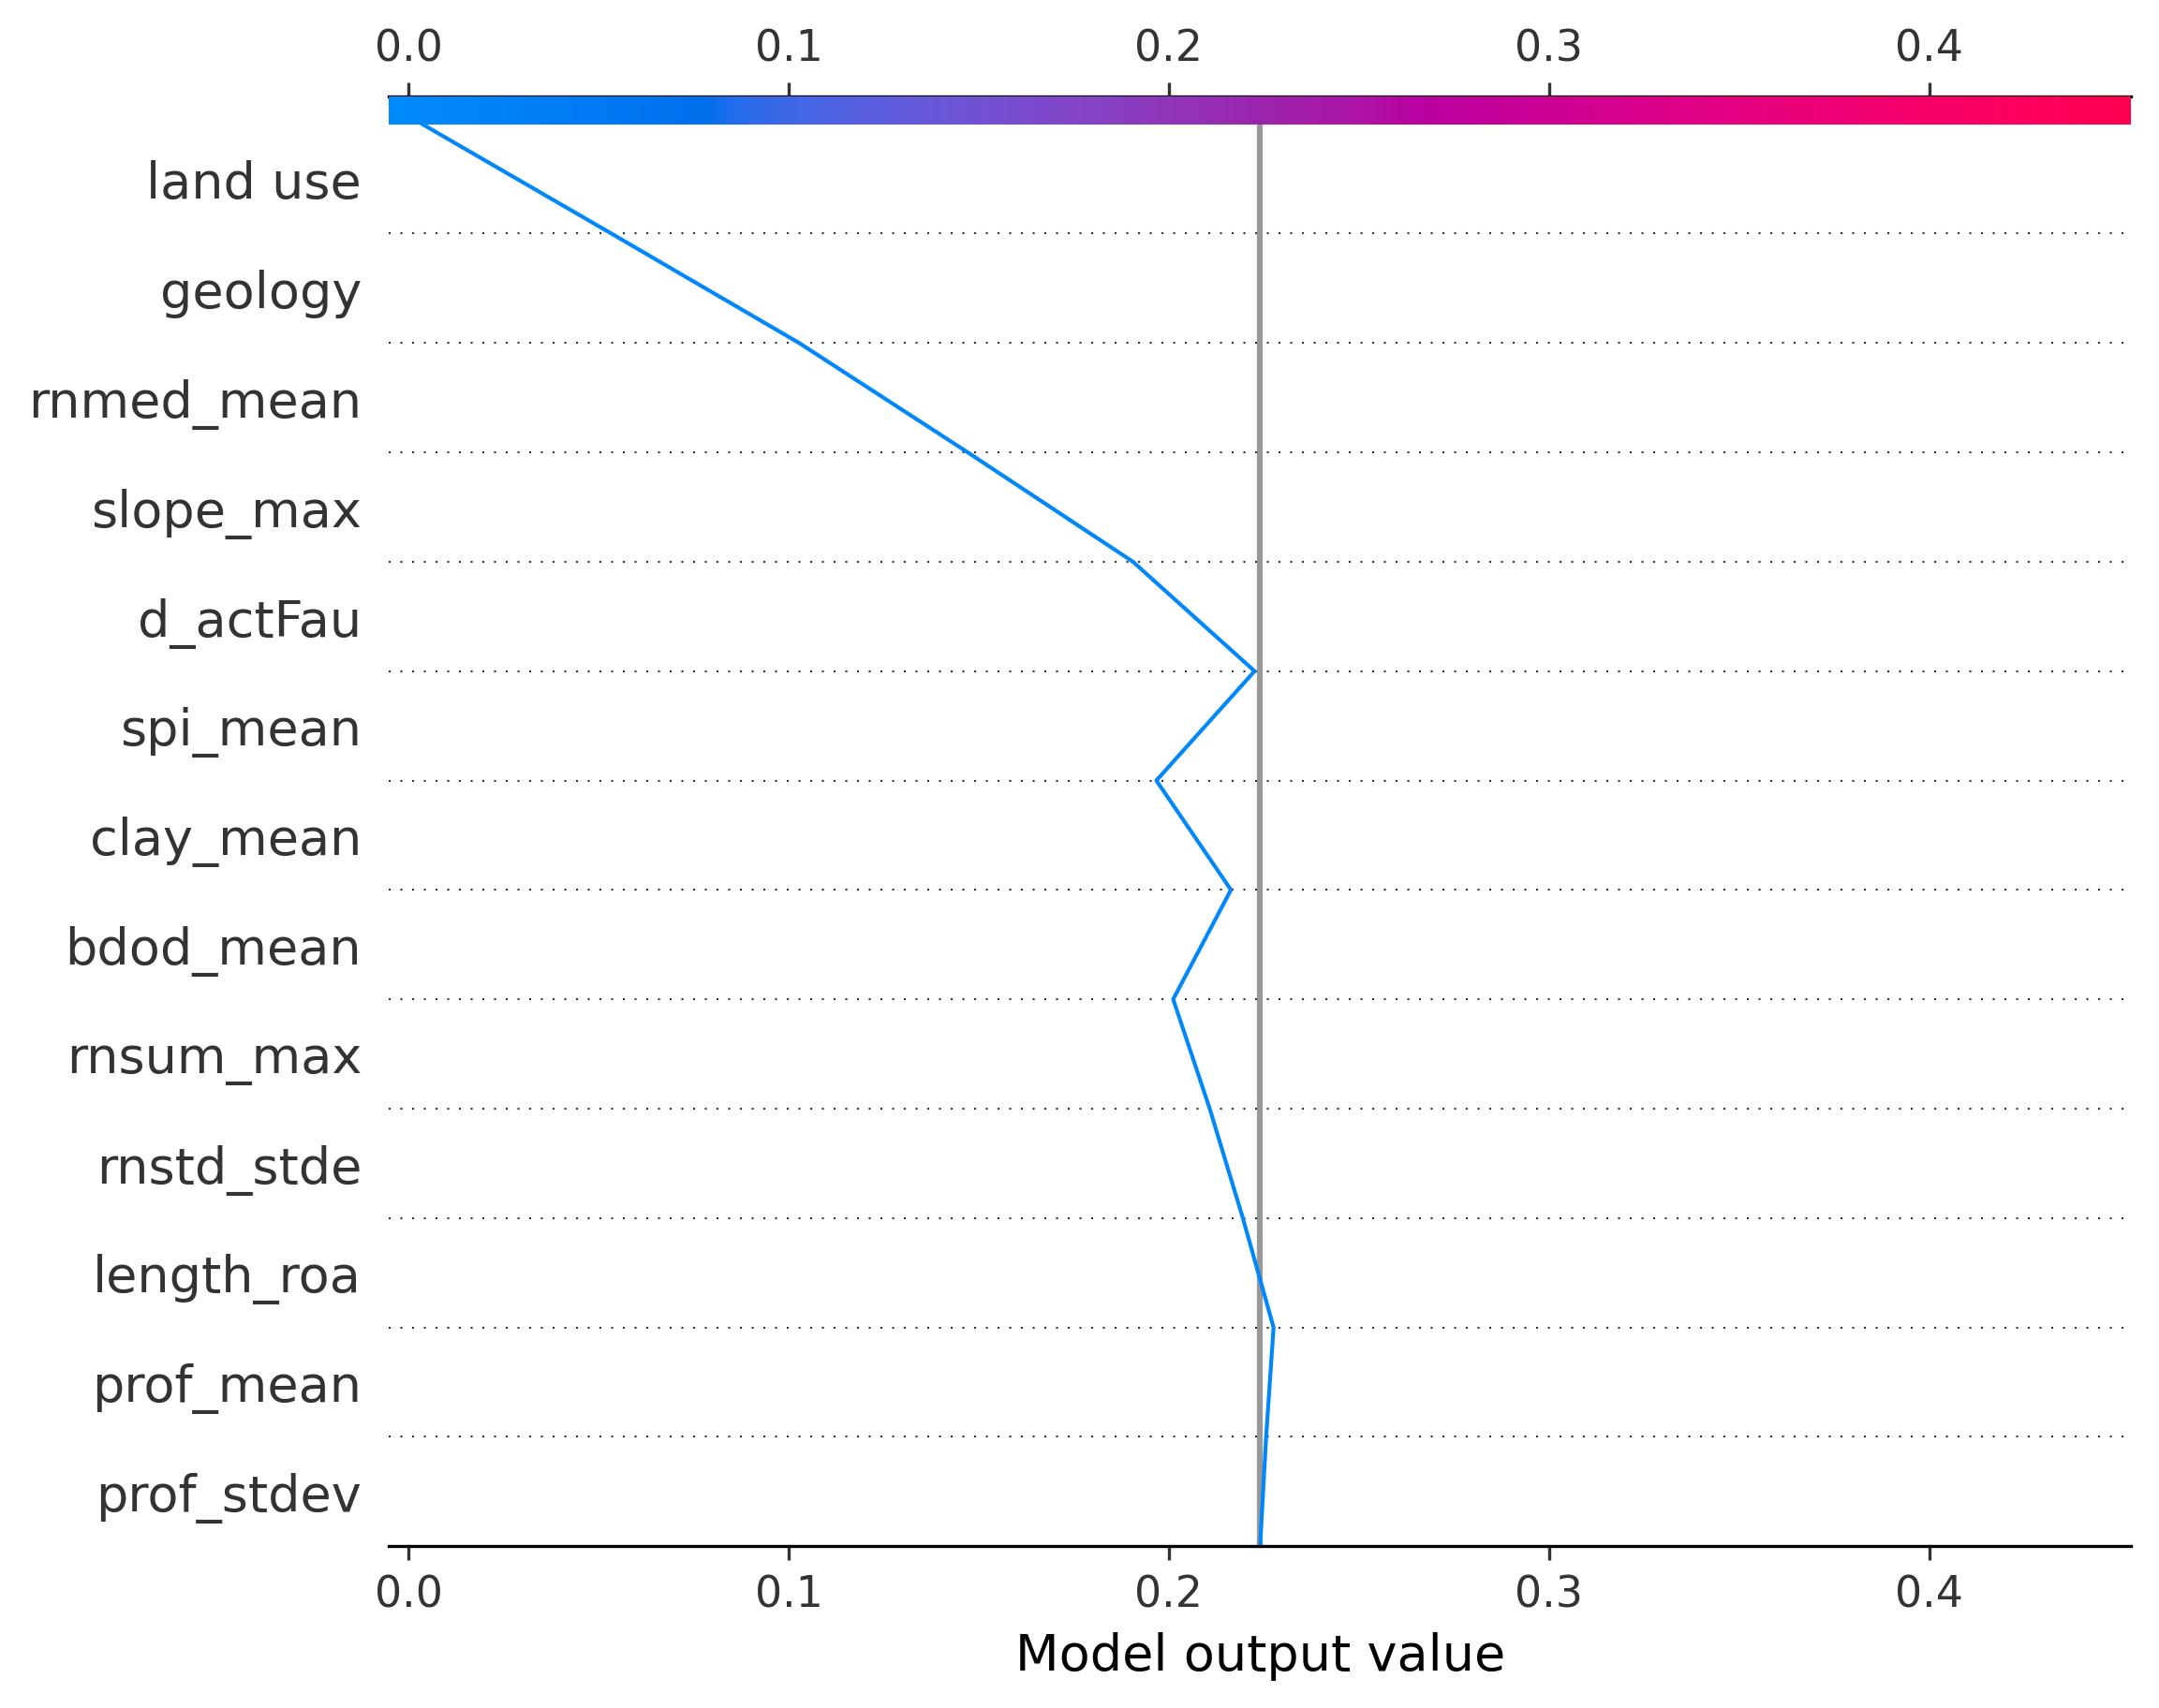 0.0 0.1 0.2 0.3 0.4
land use
geology
rnmed_mean
slope_max
d_actFau
spi_mean
clay_mean
bdod_mean
rnsum_max
rnstd_stde
length_roa
prof_mean
prof_stdev
0.0 0.1 0.2 0.3 0.4
Model output value